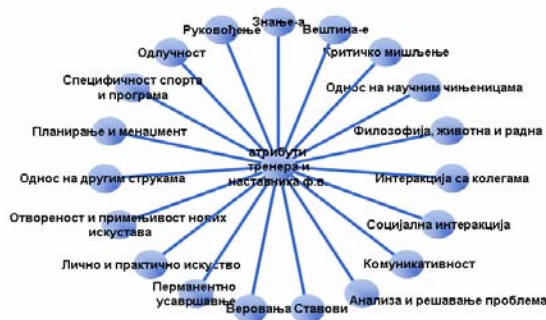 Знање-а
Вештина-е
Критичко мишљење
Однос на научним чињеницама
Филозофија, животна и радна
Интеракција са колегама
Социјална интеракција
Комуникативност
Анализа и решавање проблема
Ставови
Веровања
Перманентно
усавршавње
Лично и практично искуство
Отвореност и примењивост нових
искустава
Однос на другим струкама
Планирање и менаџмент
Специфичност спорта
и програма
Одлучност
Руковођење
атрибути
тренера и
наставника ф.в.